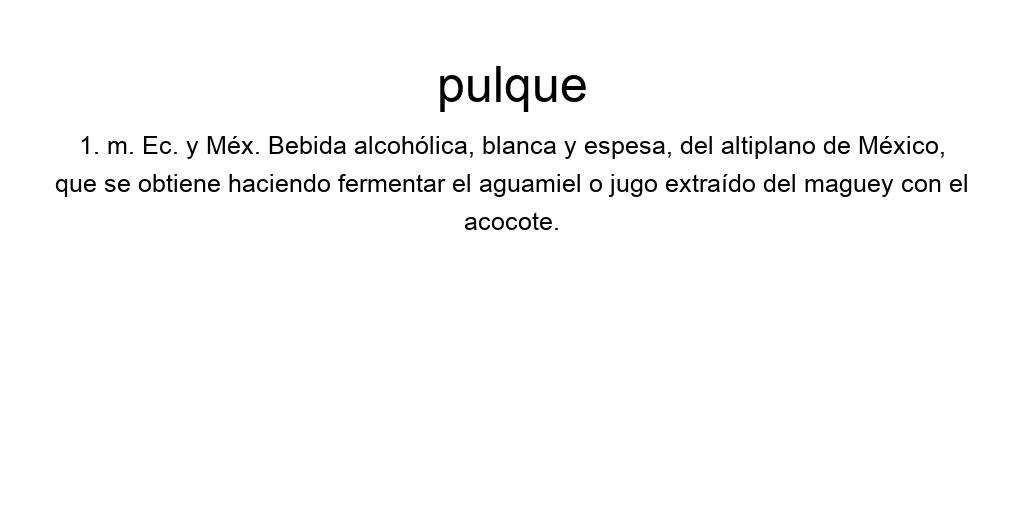 pulque
1. m. Ec. y Méx. Bebida alcohólica, blanca y espesa, del altiplano de México,
que se obtiene haciendo fermentar el aguamiel o jugo extraído del maguey con el
acocote.